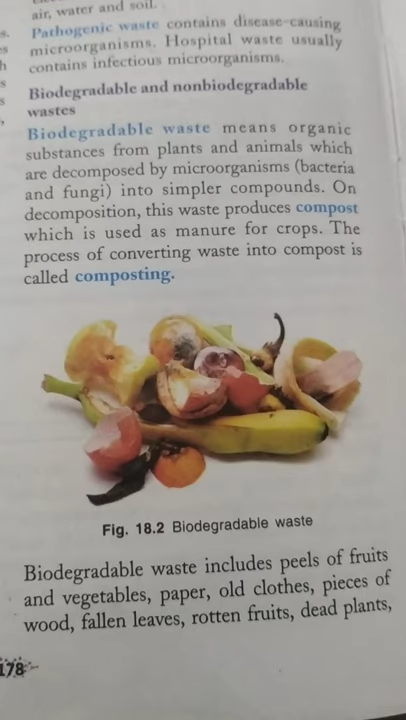 air, water and soil.
Pathogenic waste contains disease-causing
microorganisms. Hospital waste usually
contains infectious microorganisms.
Biodegradable and nonbiodegradable
wastes
Biodegradable waste means organic
substances from plants and animals which
are decomposed by microorganisms (bacteria
and fungi) into simpler compounds. On
decomposition, this waste produces compost
which is used as manure for crops. The
process of converting waste into compost is
called composting.
Fig. 18.2 Biodegradable waste
Biodegradable waste includes peels of fruits
and vegetables, paper, old clothes, pieces of
wood, fallen leaves, rotten fruits, dead plants,
178